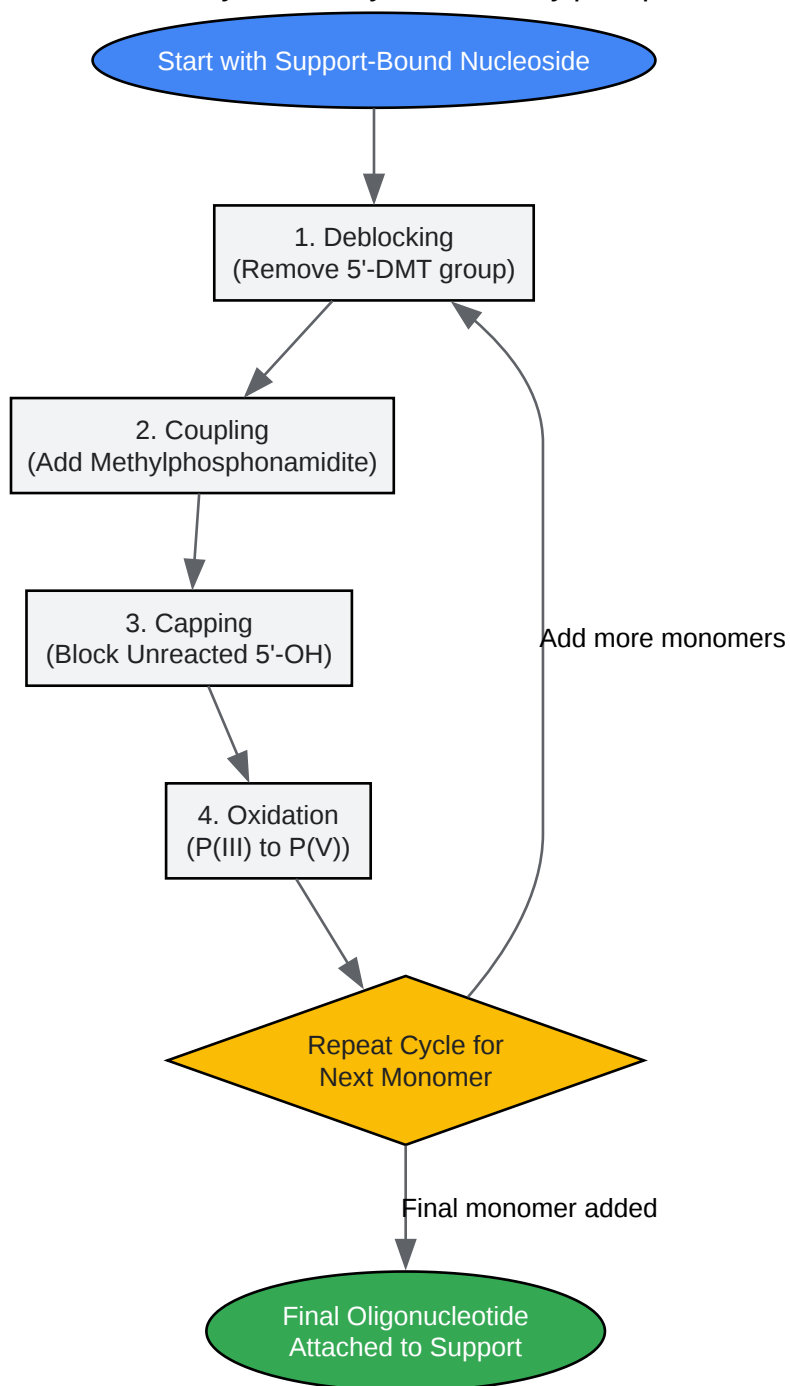 Start with Support-Bound Nucleoside
1. Deblocking
(Remove 5'-DMT group)
2. Coupling
(Add Methylphosphonamidite)
3. Capping
(Block Unreacted 5'-OH)
Add more monomers
4. Oxidation
(P(III) to P(V))
Repeat Cycle for
Next Monomer
Final monomer added
Final Oligonucleotide
Attached to Support